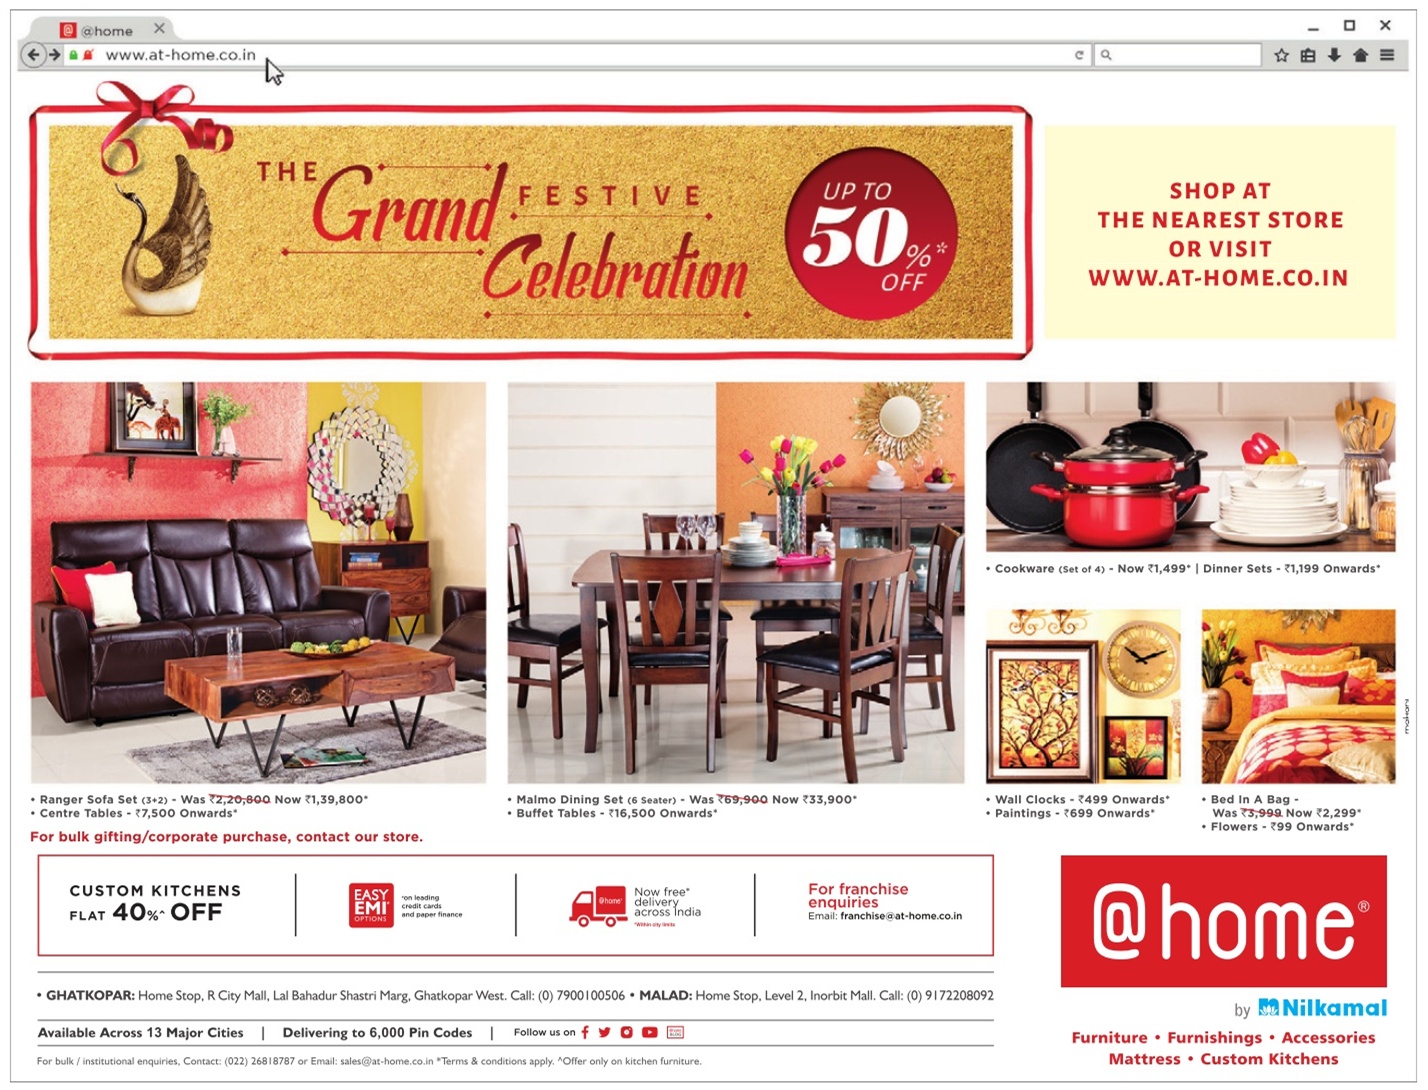 @home
www.at-home.co.in
THE Grand FESTIVE
Celebration
UP TO
50%*
OFF
SHOP AT
THE NEAREST STORE
OR VISIT
WWW.AT-HOME.CO.IN
• Cookware (Set of 4) - Now ₹1,499* | Dinner Sets - ₹1,199 Onwards*
• Ranger Sofa Set (3+2) - Was ₹2,20,800 Now ₹1,39,800*
• Centre Tables - ₹7,500 Onwards*
• Malmo Dining Set (6 Seater) - Was ₹69,900 Now ₹33,900*
• Buffet Tables - ₹16,500 Onwards*
• Wall Clocks - ₹499 Onwards*
• Paintings - ₹699 Onwards*
• Bed In A Bag -
Was ₹3,999 Now ₹2,299*
• Flowers - ₹99 Onwards*
For bulk gifting/corporate purchase, contact our store.
CUSTOM KITCHENS
FLAT 40%^ OFF
EASY
EMI*
OPTIONS
*on leading
credit cards
and paper finance
@home
Now free*
delivery
across India
*Within city limits
For franchise
enquiries
Email: franchise@at-home.co.in
@home®
by Nilkamal
Furniture • Furnishings • Accessories
Mattress • Custom Kitchens
• GHATKOPAR: Home Stop, R City Mall, Lal Bahadur Shastri Marg, Ghatkopar West. Call: (0) 7900100506 • MALAD: Home Stop, Level 2, Inorbit Mall. Call: (0) 9172208092
Available Across 13 Major Cities | Delivering to 6,000 Pin Codes | Follow us on
For bulk / institutional enquiries, Contact: (022) 26818787 or Email: sales@at-home.co.in *Terms & conditions apply. ^Offer only on kitchen furniture.